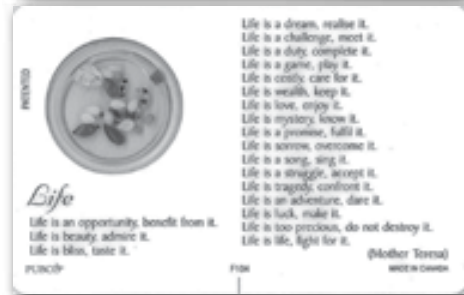 PATENTED
Life
Life is an opportunity, benefit from it.
Life is beauty, admire it.
Life is bliss, taste it.
Life is a dream, realise it.
Life is a challenge, meet it.
Life is a duty, complete it.
Life is a game, play it.
Life is costly, care for it.
Life is wealth, keep it.
Life is love, enjoy it.
Life is mystery, know it.
Life is a promise, fulfil it.
Life is sorrow, overcome it.
Life is a song, sing it.
Life is a struggle, accept it.
Life is tragedy, confront it.
Life is an adventure, dare it.
Life is luck, make it.
Life is too precious, do not destroy it.
Life is life, fight for it.
(Mother Teresa)
MADE IN CANADA